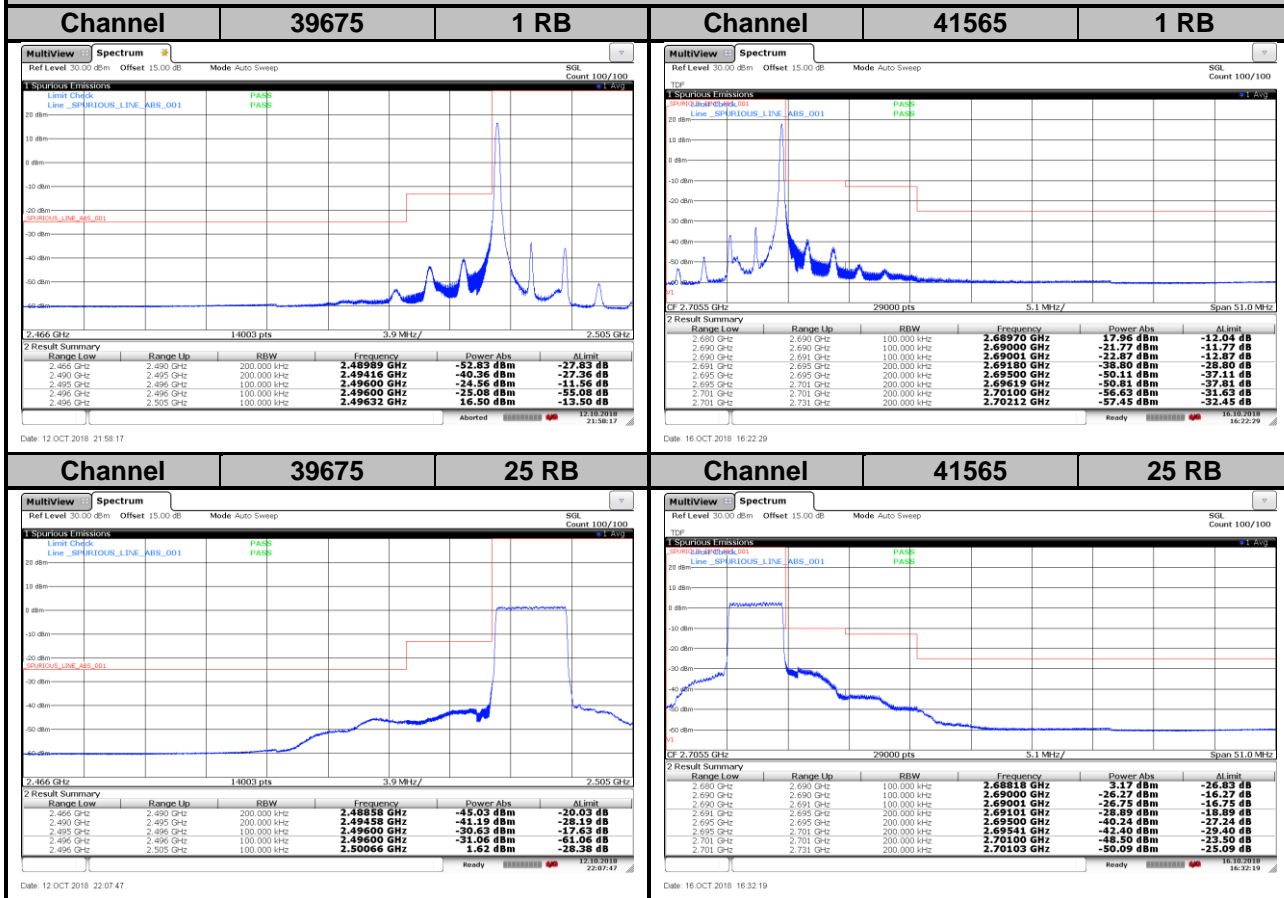 Channel 39675 1 RB
MultiView Spectrum
Ref Level 30.00 dBm Offset 15.00 dB Mode Auto Sweep SGL
Count 100/100
1 Spurious Emissions 1 Avg
Limit Check PASS
Line _SPURIOUS_LINE_ABS_001 PASS
20 dBm
10 dBm
0 dBm
-10 dBm
-20 dBm
_SPURIOUS_LINE_ABS_001
-30 dBm
-40 dBm
-50 dBm
-60 dBm
2.466 GHz 14003 pts 3.9 MHz/ 2.505 GHz
2 Result Summary
Range Low Range Up RBW Frequency Power Abs ΔLimit
2.466 GHz 2.490 GHz 200.000 kHz 2.48989 GHz -52.83 dBm -27.83 dB
2.490 GHz 2.495 GHz 200.000 kHz 2.49416 GHz -40.36 dBm -27.36 dB
2.495 GHz 2.496 GHz 100.000 kHz 2.49600 GHz -24.56 dBm -11.56 dB
2.496 GHz 2.496 GHz 100.000 kHz 2.49600 GHz -25.08 dBm -55.08 dB
2.496 GHz 2.505 GHz 100.000 kHz 2.49632 GHz 16.50 dBm -13.50 dB
Aborted 12.10.2018
21:58:17
Date: 12.OCT.2018 21:58:17
Channel 41565 1 RB
MultiView Spectrum
Ref Level 30.00 dBm Offset 15.00 dB Mode Auto Sweep SGL
Count 100/100
TDF
1 Spurious Emissions 1 Avg
Limit Check PASS
Line _SPURIOUS_LINE_ABS_001 PASS
20 dBm
10 dBm
0 dBm
-10 dBm
-20 dBm
-30 dBm
-40 dBm
-50 dBm
V1
CF 2.7055 GHz 29000 pts 5.1 MHz/ Span 51.0 MHz
2 Result Summary
Range Low Range Up RBW Frequency Power Abs ΔLimit
2.680 GHz 2.690 GHz 100.000 kHz 2.68970 GHz 17.96 dBm -12.04 dB
2.690 GHz 2.690 GHz 100.000 kHz 2.69000 GHz -21.77 dBm -11.77 dB
2.690 GHz 2.691 GHz 100.000 kHz 2.69001 GHz -22.87 dBm -12.87 dB
2.691 GHz 2.695 GHz 200.000 kHz 2.69180 GHz -38.80 dBm -28.80 dB
2.695 GHz 2.695 GHz 200.000 kHz 2.69500 GHz -50.11 dBm -37.11 dB
2.695 GHz 2.701 GHz 200.000 kHz 2.69619 GHz -50.81 dBm -37.81 dB
2.701 GHz 2.701 GHz 200.000 kHz 2.70100 GHz -56.63 dBm -31.63 dB
2.701 GHz 2.731 GHz 200.000 kHz 2.70212 GHz -57.45 dBm -32.45 dB
Ready 16.10.2018
16:22:29
Date: 16.OCT.2018 16:22:29
Channel 39675 25 RB
MultiView Spectrum
Ref Level 30.00 dBm Offset 15.00 dB Mode Auto Sweep SGL
Count 100/100
1 Spurious Emissions 1 Avg
Limit Check PASS
Line _SPURIOUS_LINE_ABS_001 PASS
20 dBm
10 dBm
0 dBm
-10 dBm
-20 dBm
_SPURIOUS_LINE_ABS_001
-30 dBm
-40 dBm
-50 dBm
-60 dBm
2.466 GHz 14003 pts 3.9 MHz/ 2.505 GHz
2 Result Summary
Range Low Range Up RBW Frequency Power Abs ΔLimit
2.466 GHz 2.490 GHz 200.000 kHz 2.48858 GHz -45.03 dBm -20.03 dB
2.490 GHz 2.495 GHz 200.000 kHz 2.49458 GHz -41.19 dBm -28.19 dB
2.495 GHz 2.496 GHz 100.000 kHz 2.49600 GHz -30.63 dBm -17.63 dB
2.496 GHz 2.496 GHz 100.000 kHz 2.49600 GHz -31.06 dBm -61.06 dB
2.496 GHz 2.505 GHz 100.000 kHz 2.50066 GHz 1.62 dBm -28.38 dB
Ready 12.10.2018
22:07:47
Date: 12.OCT.2018 22:07:47
Channel 41565 25 RB
MultiView Spectrum
Ref Level 30.00 dBm Offset 15.00 dB Mode Auto Sweep SGL
Count 100/100
TDF
1 Spurious Emissions 1 Avg
Limit Check PASS
Line _SPURIOUS_LINE_ABS_001 PASS
20 dBm
10 dBm
0 dBm
-10 dBm
-20 dBm
-30 dBm
-40 dBm
-50 dBm
-60 dBm
V1
CF 2.7055 GHz 29000 pts 5.1 MHz/ Span 51.0 MHz
2 Result Summary
Range Low Range Up RBW Frequency Power Abs ΔLimit
2.680 GHz 2.690 GHz 100.000 kHz 2.68818 GHz 3.17 dBm -26.83 dB
2.690 GHz 2.690 GHz 100.000 kHz 2.69000 GHz -26.27 dBm -16.27 dB
2.690 GHz 2.691 GHz 100.000 kHz 2.69001 GHz -26.75 dBm -16.75 dB
2.691 GHz 2.695 GHz 200.000 kHz 2.69101 GHz -28.89 dBm -18.89 dB
2.695 GHz 2.695 GHz 200.000 kHz 2.69500 GHz -40.24 dBm -27.24 dB
2.695 GHz 2.701 GHz 200.000 kHz 2.69541 GHz -42.40 dBm -29.40 dB
2.701 GHz 2.701 GHz 200.000 kHz 2.70100 GHz -48.50 dBm -23.50 dB
2.701 GHz 2.731 GHz 200.000 kHz 2.70103 GHz -50.09 dBm -25.09 dB
Ready 16.10.2018
16:32:19
Date: 16.OCT.2018 16:32:19